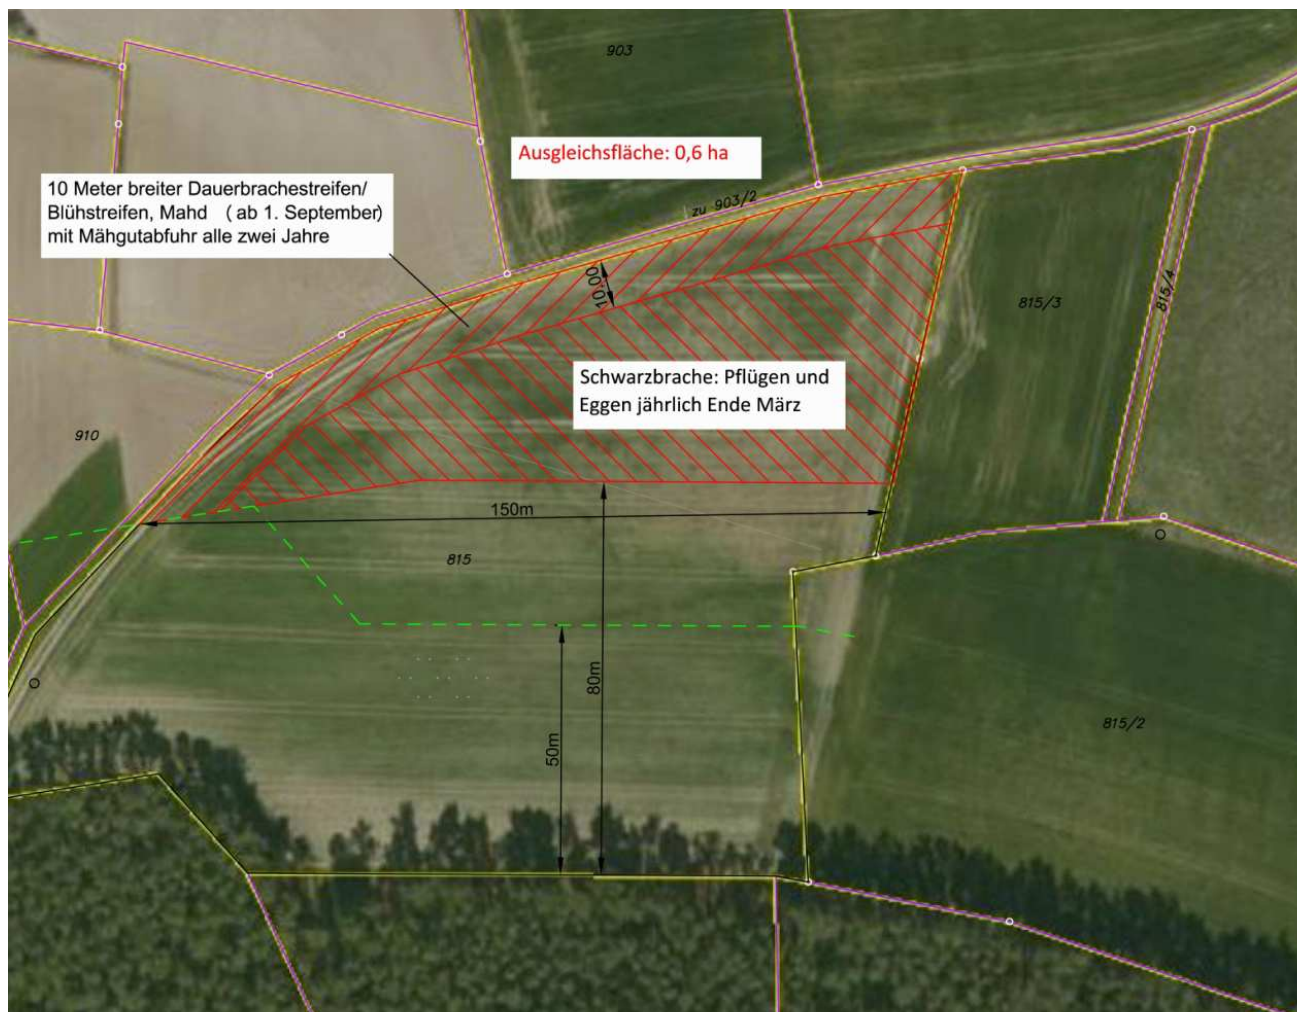 903
Ausgleichsfläche: 0,6 ha
10 Meter breiter Dauerbrachestreifen/
Blühstreifen, Mahd ( ab 1. September)
mit Mähgutabfuhr alle zwei Jahre
zu 903/2
10,00
815/3
815/4
Schwarzbrache: Pflügen und
Eggen jährlich Ende März
910
150m
815
80m
50m
815/2